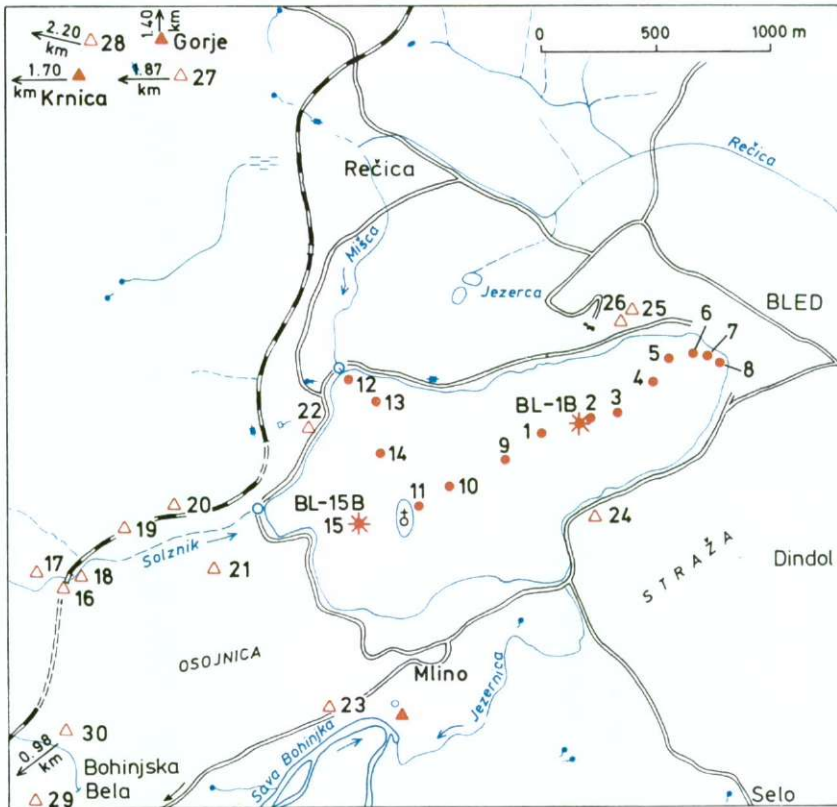 2.20 km 28
1.40 km Gorje
1.70 km Krnica
1.87 km 27
0 500 1000 m
Rečica
Rečica
Mišca
Jezerca
26 25
BLED
6
7
5
8
12
4
13
BL-1B
2 3
1
22
14
9
10
BL-15B
11
15
20
19
24
Solznik
17
18
16
21
STRAŽA
Dindol
OSOJNICA
Mlino
23
Jezernica
30
Sava Bohinjka
0.98 km
Bohinjska
Bela
29
Selo